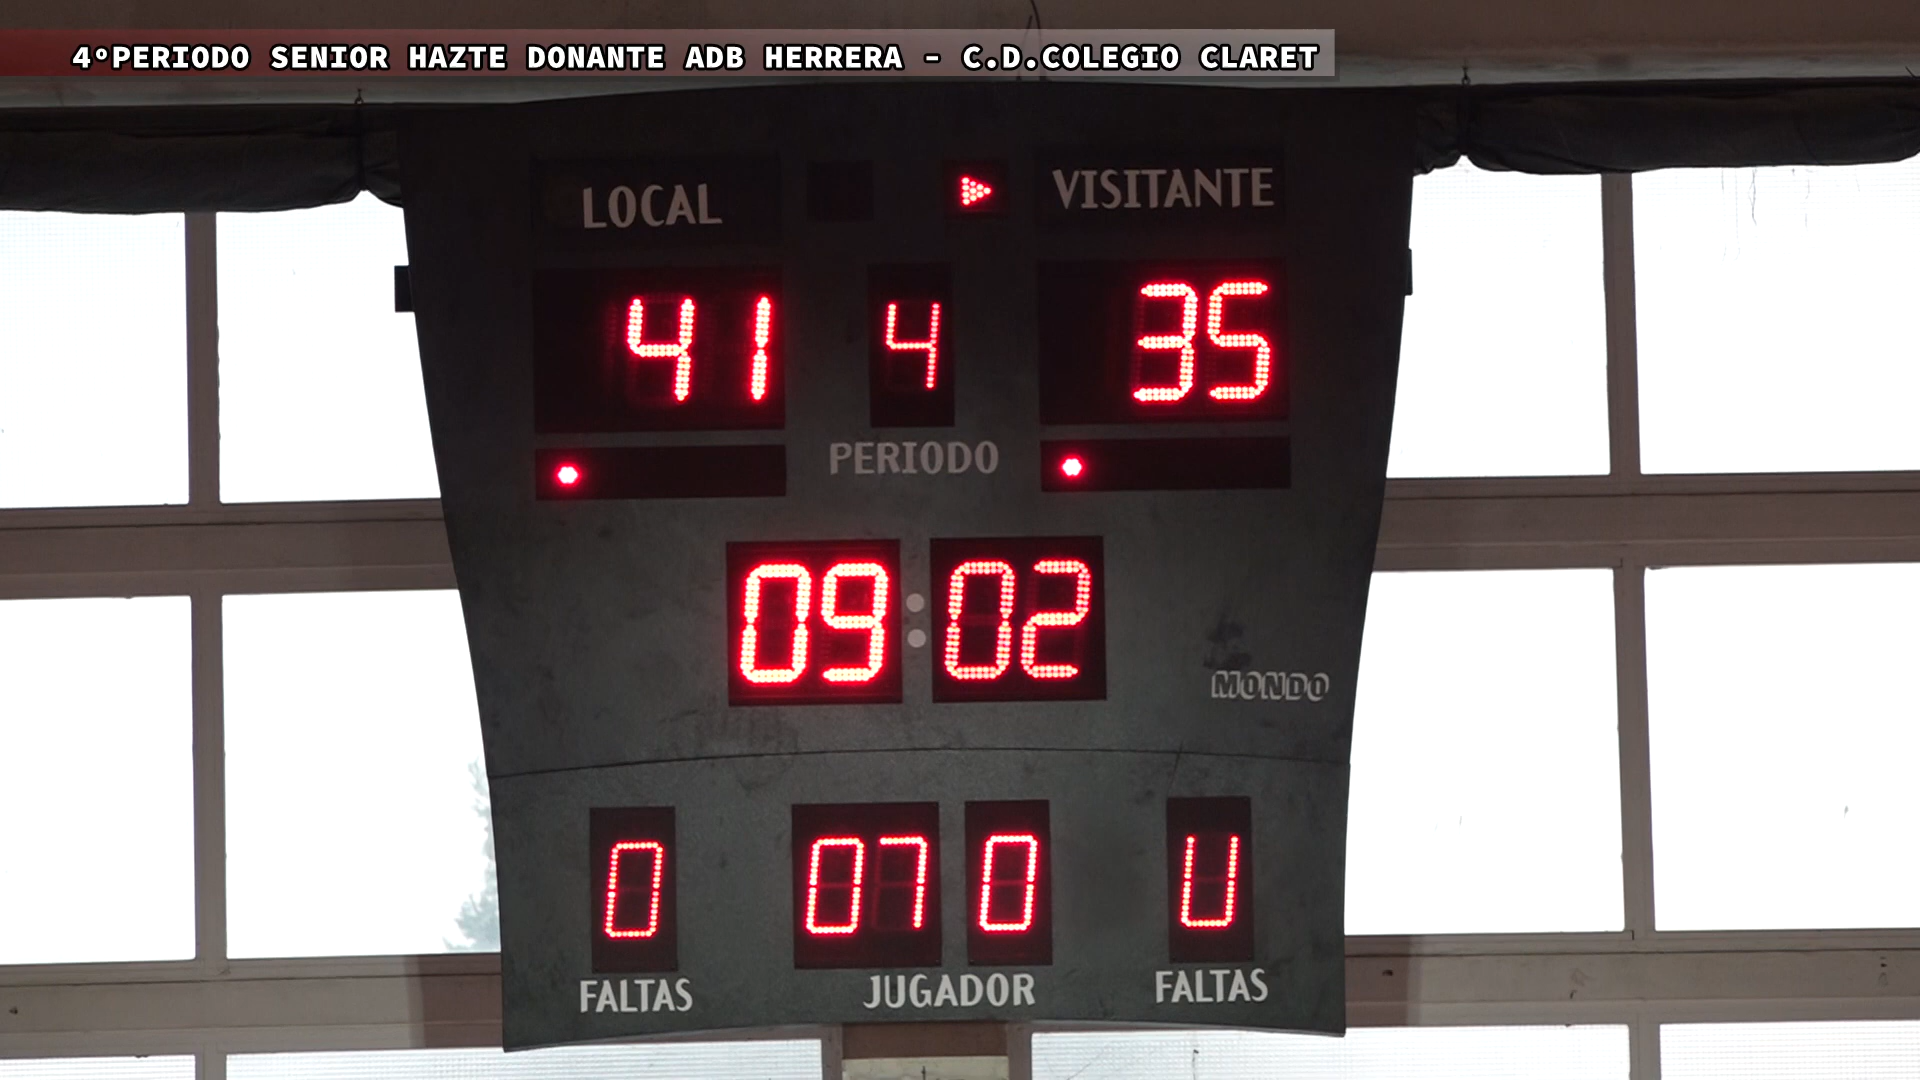 4ºPERIODO SENIOR HAZTE DONANTE ADB HERRERA - C.D.COLEGIO CLARET
LOCAL VISITANTE
41 4 35
PERIODO
09:02
MONDO
0 07 0 U
FALTAS JUGADOR FALTAS